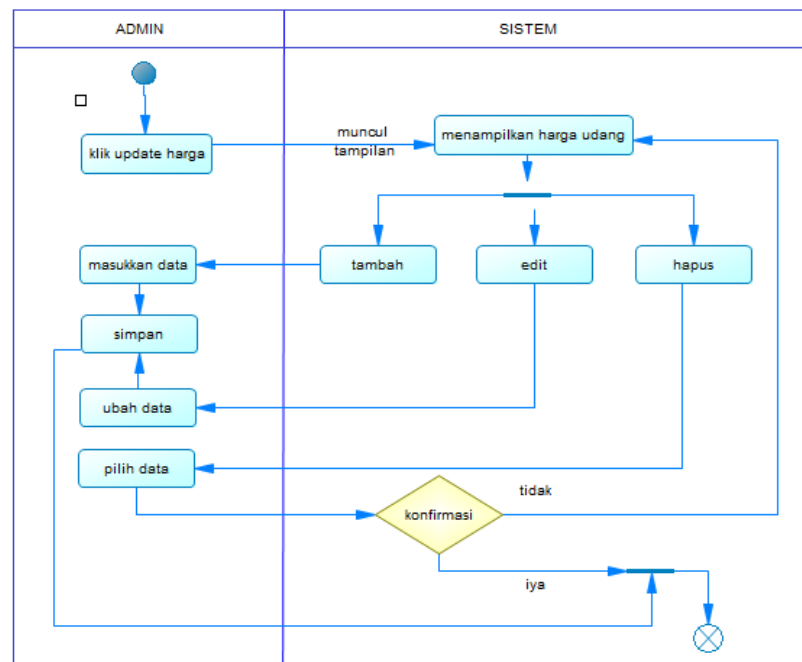 ADMIN
SISTEM
klik update harga
muncul
tampilan
menampilkan harga udang
masukkan data
tambah
edit
hapus
simpan
ubah data
pilih data
konfirmasi
tidak
iya